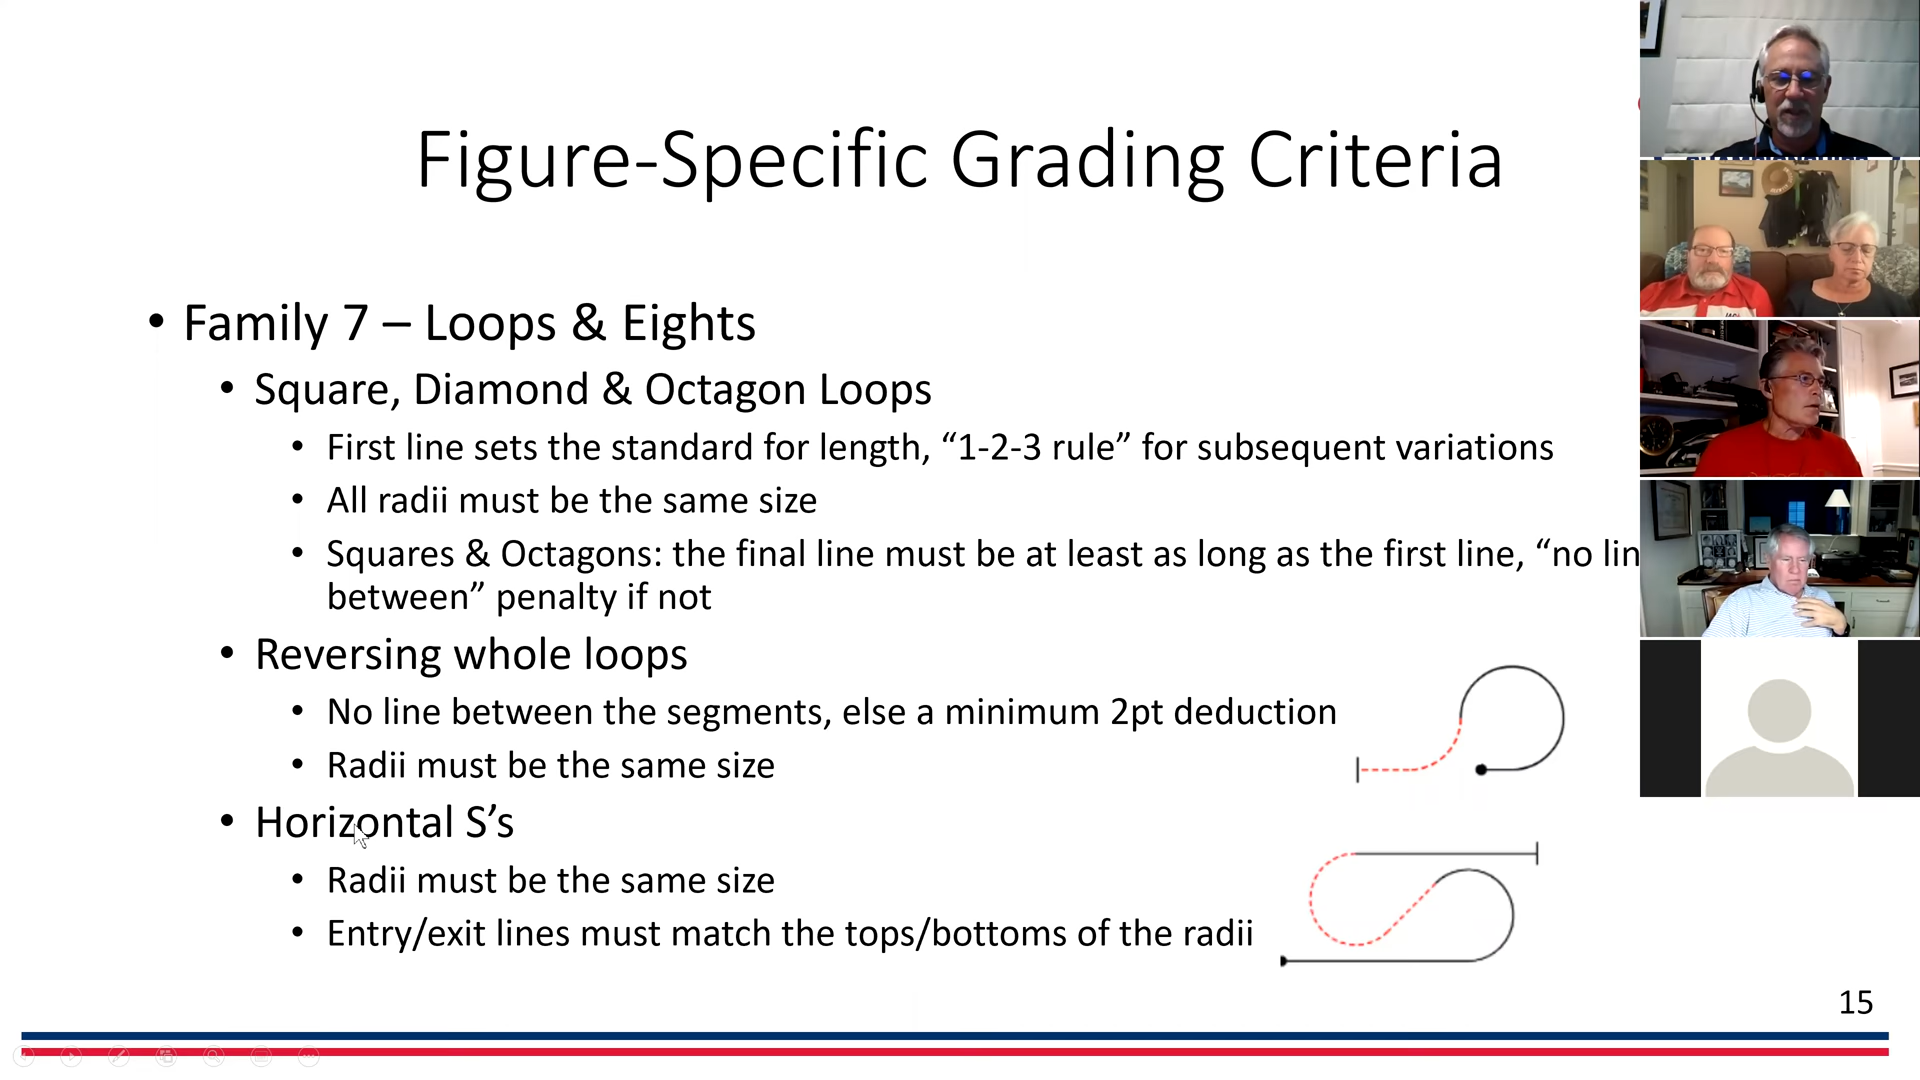 Figure-Specific Grading Criteria
• Family 7 – Loops & Eights
• Square, Diamond & Octagon Loops
• First line sets the standard for length, “1-2-3 rule” for subsequent variations
• All radii must be the same size
• Squares & Octagons: the final line must be at least as long as the first line, “no lin
between” penalty if not
• Reversing whole loops
• No line between the segments, else a minimum 2pt deduction
• Radii must be the same size
• Horizontal S’s
• Radii must be the same size
• Entry/exit lines must match the tops/bottoms of the radii
15